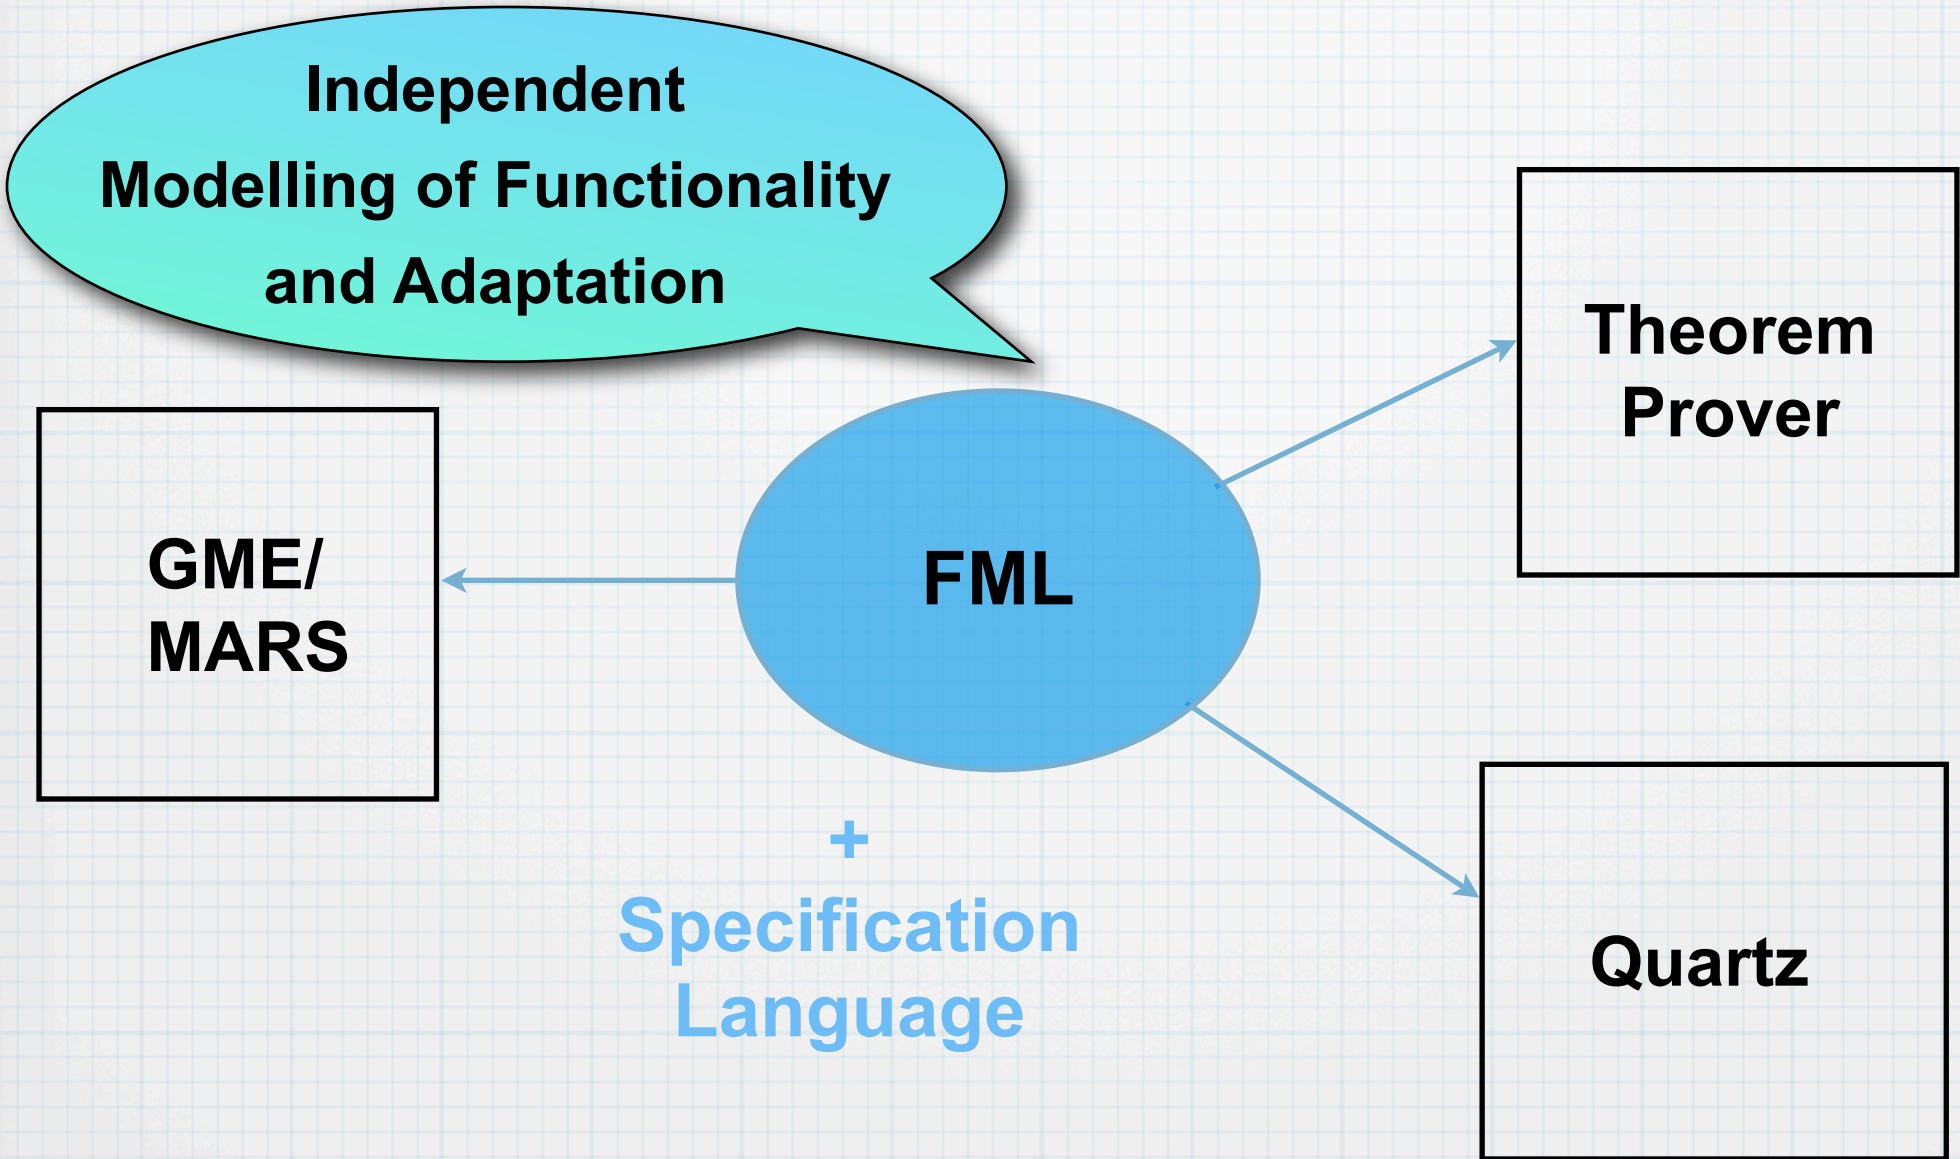 Independent
Modelling of Functionality
and Adaptation
Theorem
Prover
GME/
MARS
FML
+
Specification
Language
Quartz